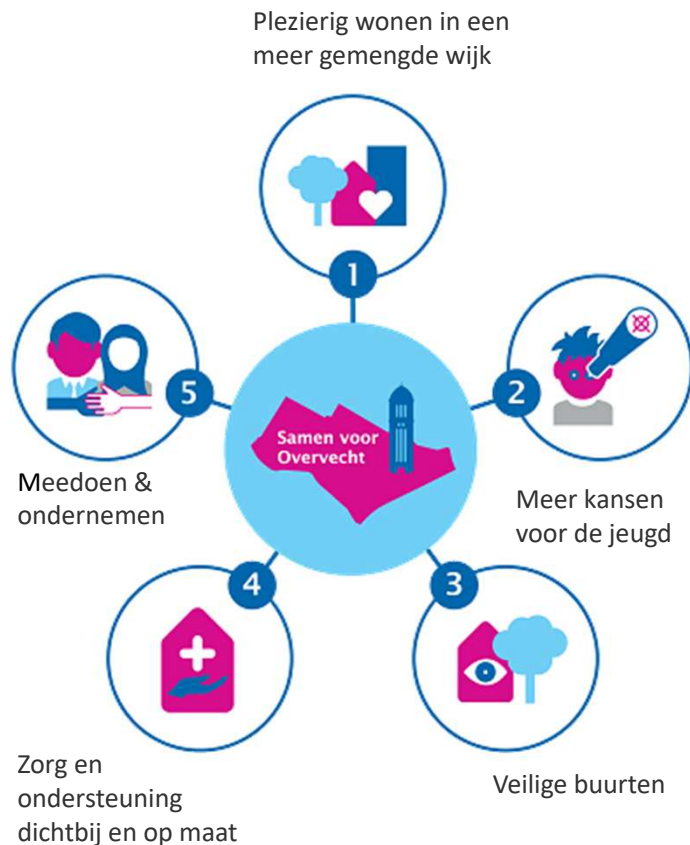 Plezierig wonen in een
meer gemengde wijk
1
2
Meer kansen
voor de jeugd
3
Veilige buurten
4
Zorg en
ondersteuning
dichtbij en op maat
5
Meedoen &
ondernemen
Samen voor
Overvecht